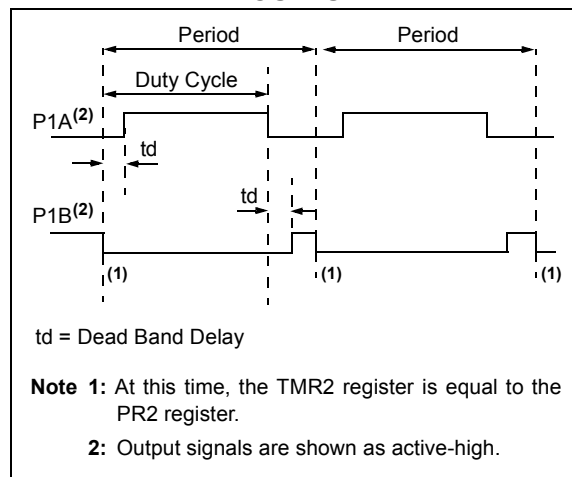 Period Period
Duty Cycle
P1A(2)
td
td
P1B(2)
(1) (1) (1)
td = Dead Band Delay
Note 1: At this time, the TMR2 register is equal to the
PR2 register.
2: Output signals are shown as active-high.